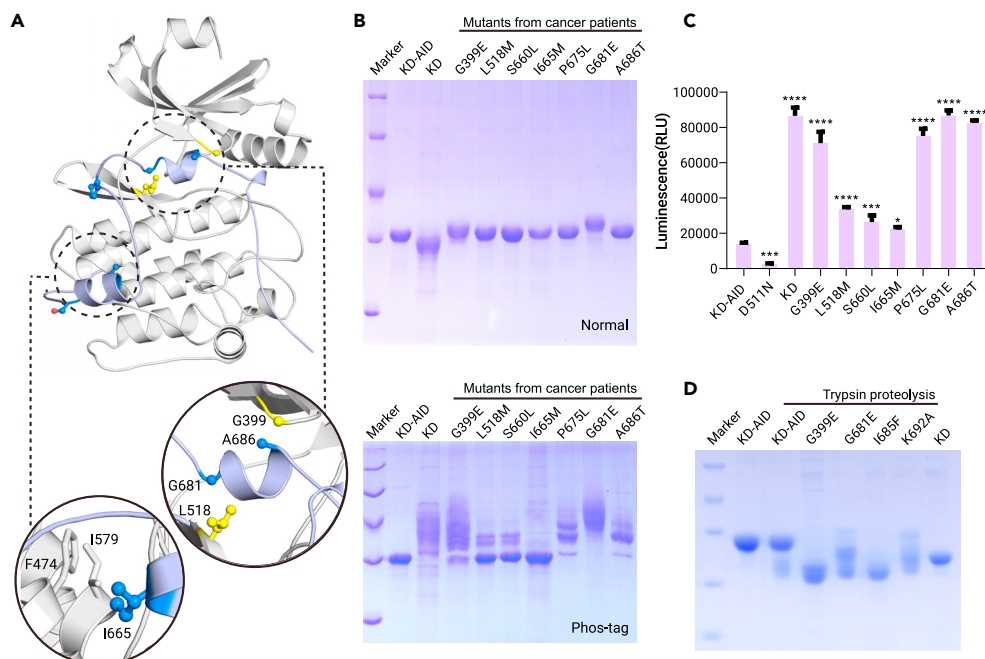 A
G399
A686
G681
L518
I579
F474
I665
B
Mutants from cancer patients
Marker
KD-AID
KD
G399E
L518M
S660L
I665M
P675L
G681E
A686T
Normal
Mutants from cancer patients
Marker
KD-AID
KD
G399E
L518M
S660L
I665M
P675L
G681E
A686T
Phos-tag
C
Luminescence(RLU)
100000
80000
60000
40000
20000
0
***
****
****
****
***
*
****
****
****
KD-AID
D511N
KD
G399E
L518M
S660L
I665M
P675L
G681E
A686T
D
Trypsin proteolysis
Marker
KD-AID
KD-AID
G399E
G681E
I685F
K692A
KD